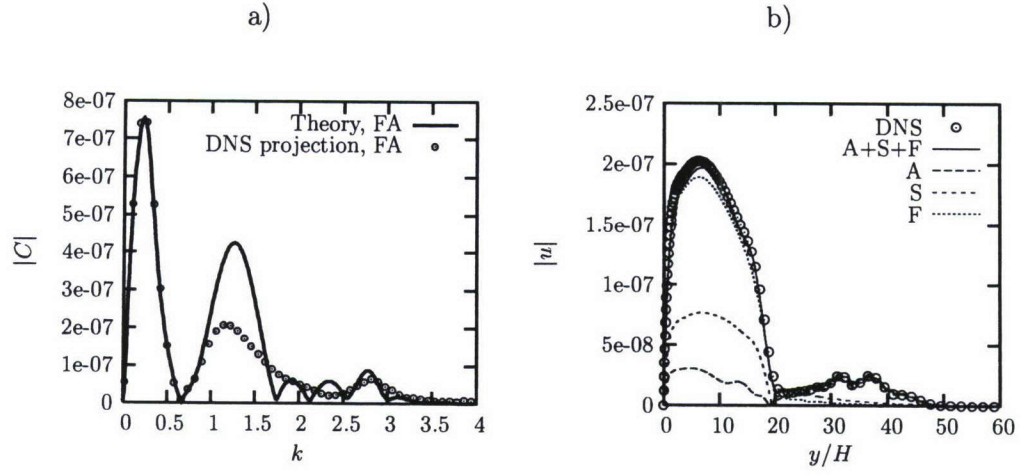 a)
8e-07
7e-07
6e-07
5e-07
4e-07
3e-07
2e-07
1e-07
0
|C|
Theory, FA
DNS projection, FA
0 0.5 1 1.5 2 2.5 3 3.5 4
k
b)
2.5e-07
2e-07
1.5e-07
1e-07
5e-08
0
|u|
DNS
A+S+F
A
S
F
0 10 20 30 40 50 60
y/H